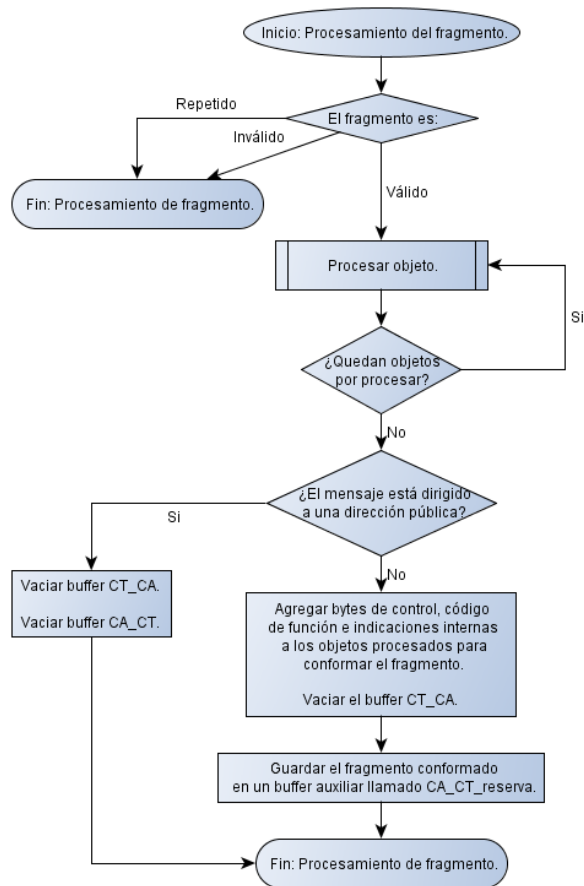 Inicio: Procesamiento del fragmento.
Repetido
El fragmento es:
Inválido
Fin: Procesamiento de fragmento.
Válido
Procesar objeto.
Si
¿Quedan objetos
por procesar?
No
¿El mensaje está dirigido
a una dirección pública?
Si
No
Vaciar buffer CT_CA.
Vaciar buffer CA_CT.
Agregar bytes de control, código
de función e indicaciones internas
a los objetos procesados para
conformar el fragmento.
Vaciar el buffer CT_CA.
Guardar el fragmento conformado
en un buffer auxiliar llamado CA_CT_reserva.
Fin: Procesamiento de fragmento.